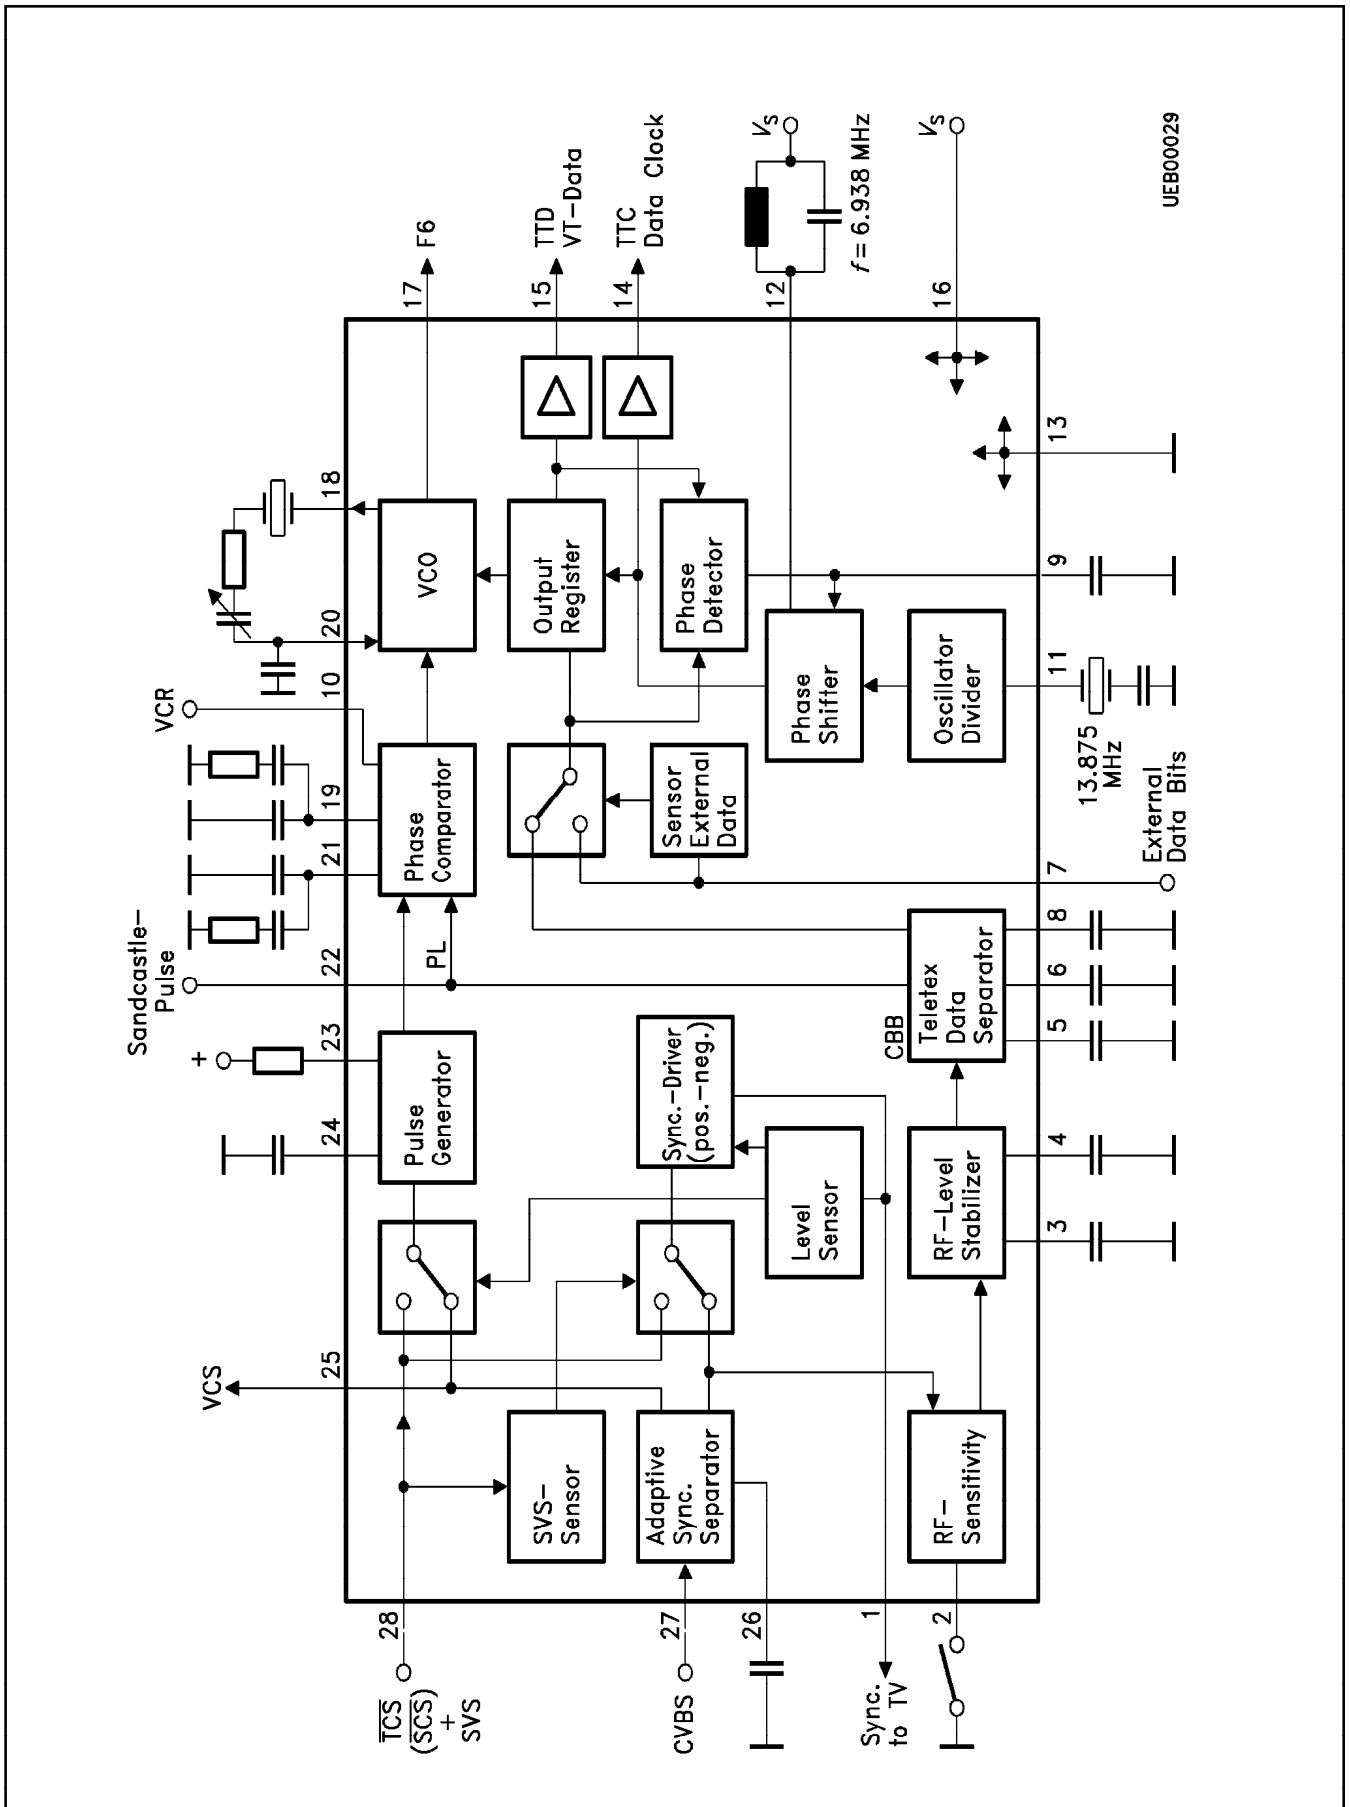 Sandcastle-
Pulse
VCR
VCS
+
25
24
23
22
21
19
10
20
18
28
TCS
(SCS)
+
SVS
CVBS
27
26
1
Sync.
to TV
2
SVS-
Sensor
Adaptive
Sync.
Separator
RF-
Sensitivity
Pulse
Generator
Sync.-Driver
(pos.-neg.)
Level
Sensor
RF-Level
Stabilizer
PL
CBB
Teletex
Data
Separator
Phase
Comparator
Sensor
External
Data
VCO
Output
Register
Phase
Detector
Phase
Shifter
Oscillator
Divider
17
F6
15
TTD
VT-Data
14
TTC
Data Clock
12
Vs
f = 6.938 MHz
16
Vs
3
4
5
6
8
7
External
Data Bits
11
13.875
MHz
9
13
UEB00029